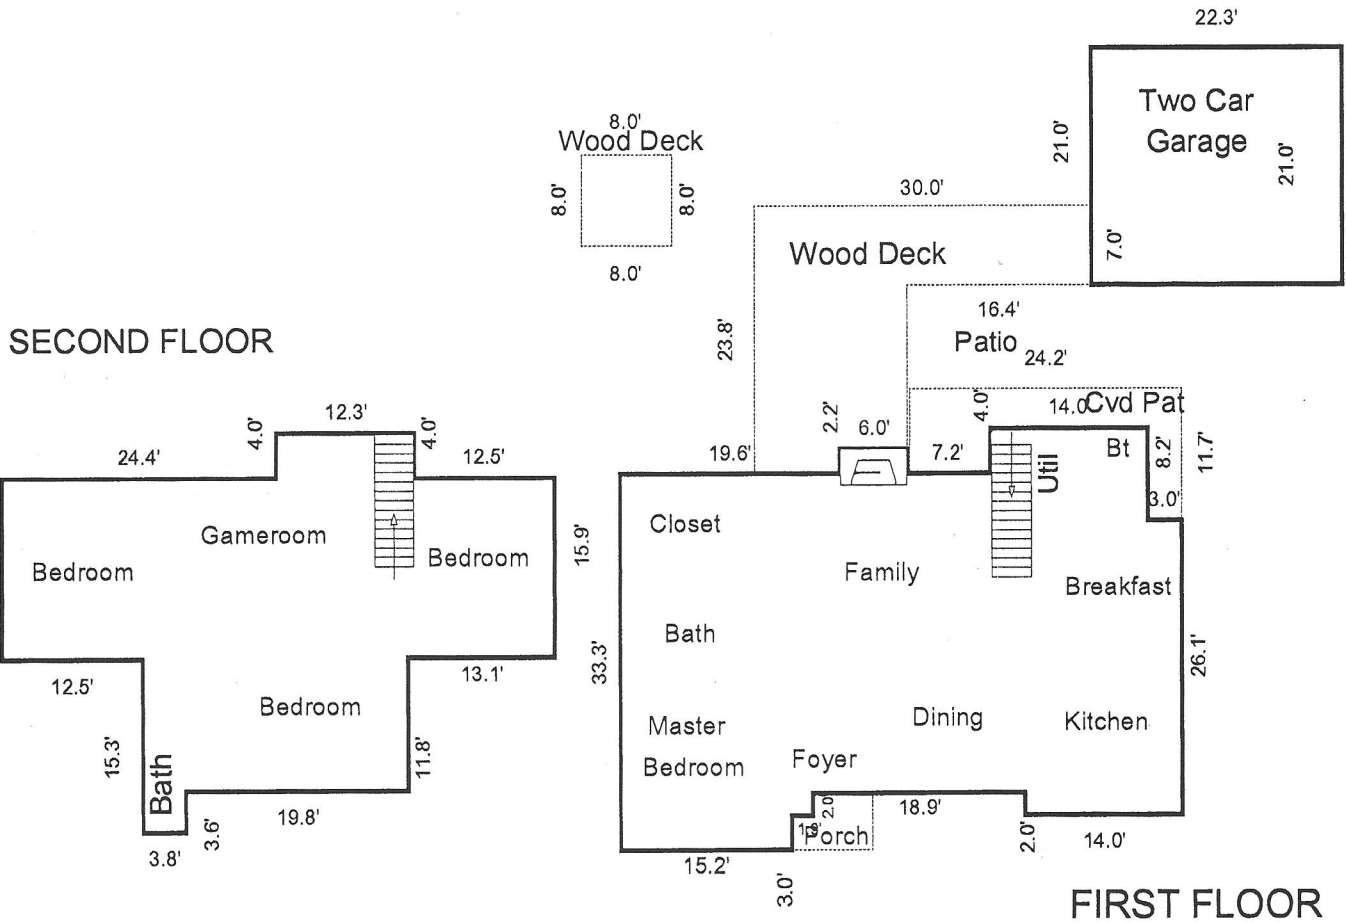 22.3'
Two Car
Garage
21.0'
21.0'
7.0'
8.0'
Wood Deck
8.0'
8.0'
8.0'
30.0'
Wood Deck
23.8'
16.4'
Patio
24.2'
SECOND FLOOR
12.3'
4.0'
4.0'
24.4'
12.5'
Gameroom
Bedroom
Bedroom
15.9'
12.5'
13.1'
Bedroom
15.3'
Bath
11.8'
19.8'
3.6'
3.8'
2.2'
6.0'
4.0'
14.0'
Cvd Pat
19.6'
7.2'
Util
Bt
8.2'
11.7'
3.0'
Closet
Family
Breakfast
Bath
33.3'
26.1'
Master
Bedroom
Dining
Kitchen
Foyer
2.0'
18.9'
Porch
2.0'
14.0'
15.2'
3.0'
FIRST FLOOR